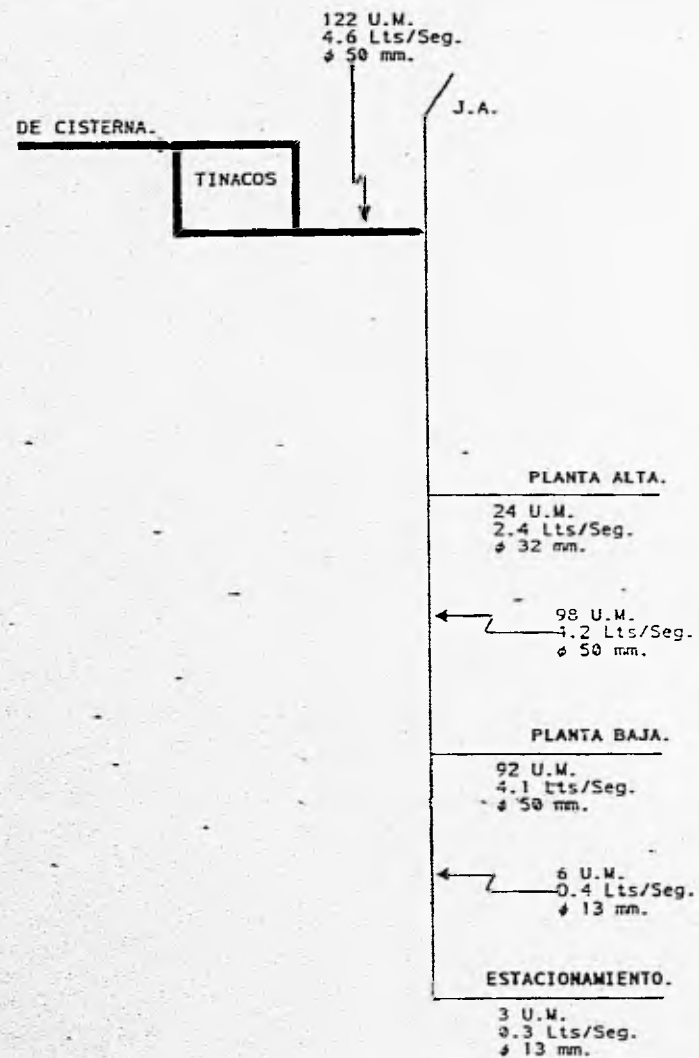 122 U.M.
4.6 Lts/Seg.
ϕ 50 mm.
J.A.
DE CISTERNA.
TINACOS
PLANTA ALTA.
24 U.M.
2.4 Lts/Seg.
ϕ 32 mm.
98 U.M.
4.2 Lts/Seg.
ϕ 50 mm.
PLANTA BAJA.
92 U.M.
4.1 Lts/Seg.
ϕ 50 mm.
6 U.M.
0.4 Lts/Seg.
ϕ 13 mm.
ESTACIONAMIENTO.
3 U.M.
0.3 Lts/Seg.
ϕ 13 mm.